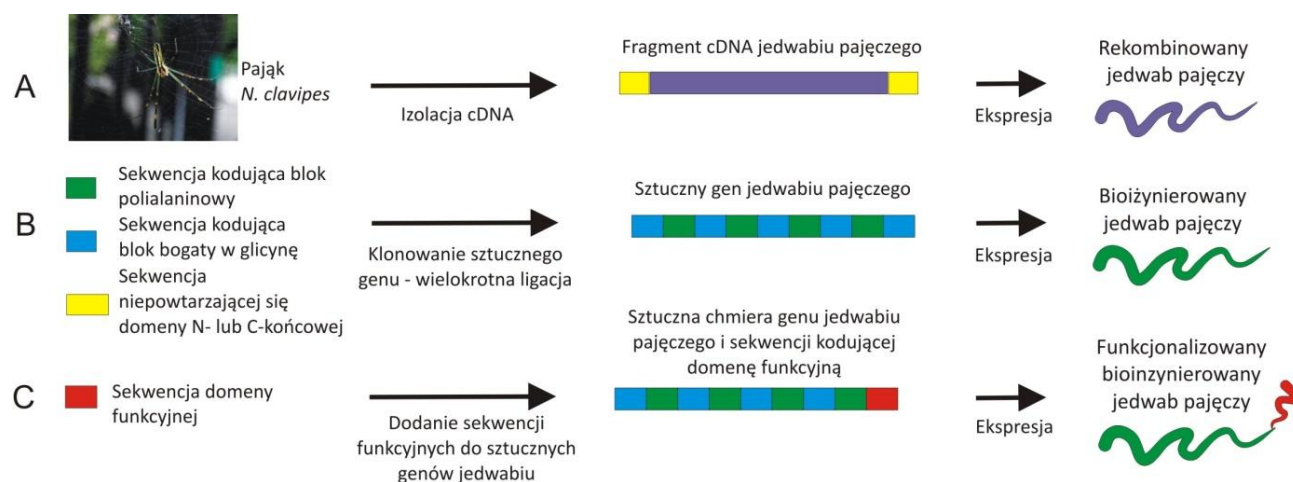 A
Pająk
N. clavipes
Izolacja cDNA
Fragment cDNA jedwabiu pajęczego
Ekspresja
Rekombinowany
jedwab pajęczy
B
Sekwencja kodująca blok
polialaninowy
Sekwencja kodująca
blok bogaty w glicynę
Sekwencja
niepowtarzającej się
domeny N- lub C-końcowej
Klonowanie sztucznego
genu - wielokrotna ligacja
Sztuczny gen jedwabiu pajęczego
Ekspresja
Bioiżynierowany
jedwab pajęczy
C
Sekwencja domeny
funkcyjnej
Dodanie sekwencji
funkcyjnych do sztucznych
genów jedwabiu
Sztuczna chmiera genu jedwabiu
pajęczego i sekwencji kodującej
domenę funkcyjną
Ekspresja
Funkcjonalizowany
bioinzynierowany
jedwab pajęczy